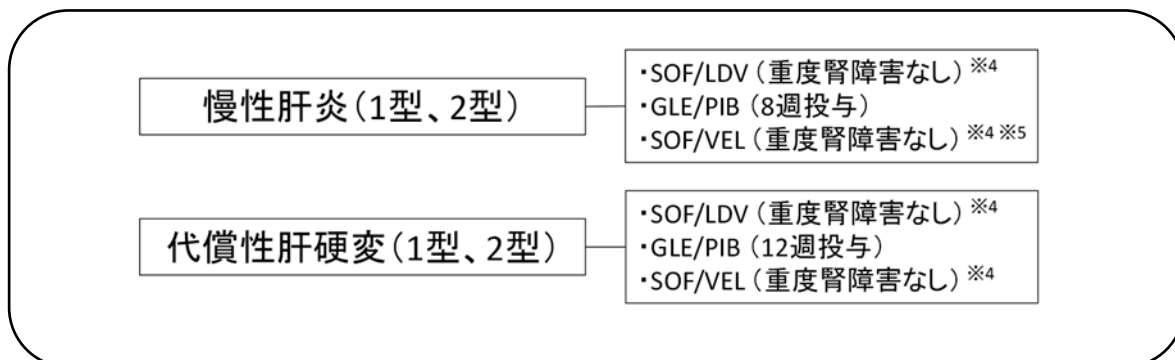 慢性肝炎(1型、2型)
・SOF/LDV (重度腎障害なし) ※4
・GLE/PIB (8週投与)
・SOF/VEL (重度腎障害なし) ※4 ※5
代償性肝硬変(1型、2型)
・SOF/LDV (重度腎障害なし) ※4
・GLE/PIB (12週投与)
・SOF/VEL (重度腎障害なし) ※4